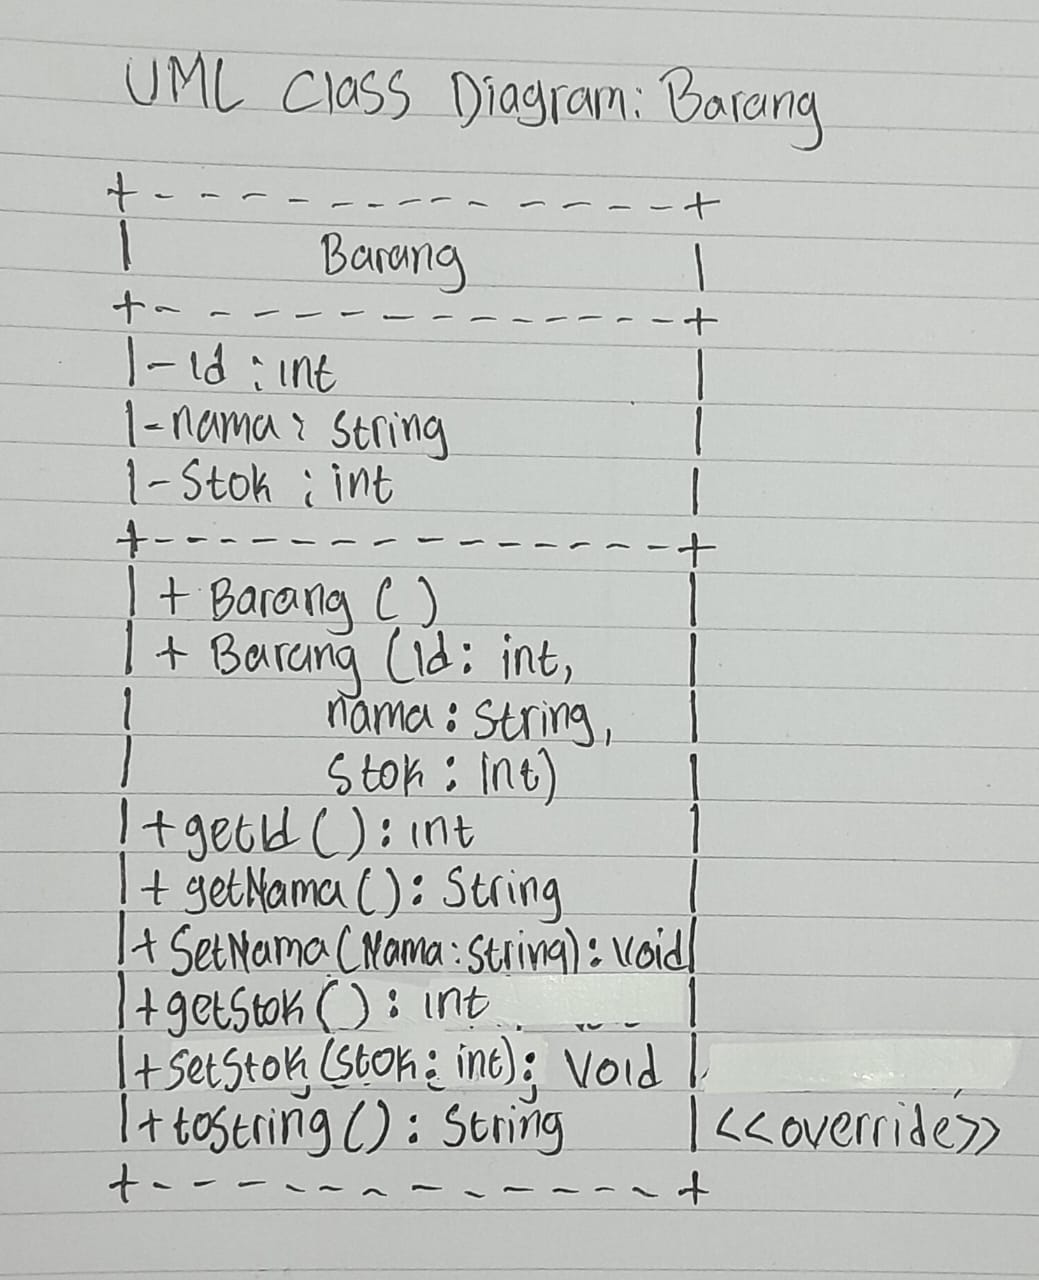 UML Class Diagram: Barang
+- - - - - - - - - - - - - -+
| Barang |
+- - - - - - - - - - - - - -+
|- id : int |
|- nama : String |
|- Stok : int |
+- - - - - - - - - - - - - -+
| + Barang ( ) |
| + Barang (id : int, |
| nama : String, |
| Stok : int) |
| + getId ( ) : int |
| + getNama ( ) : String |
| + SetNama (Nama : String) : Void |
| + getStok ( ) : int |
| + SetStok (Stok : int) ; Void |
| + toString ( ) : String | <<override>>
+- - - - - - - - - - - - - -+